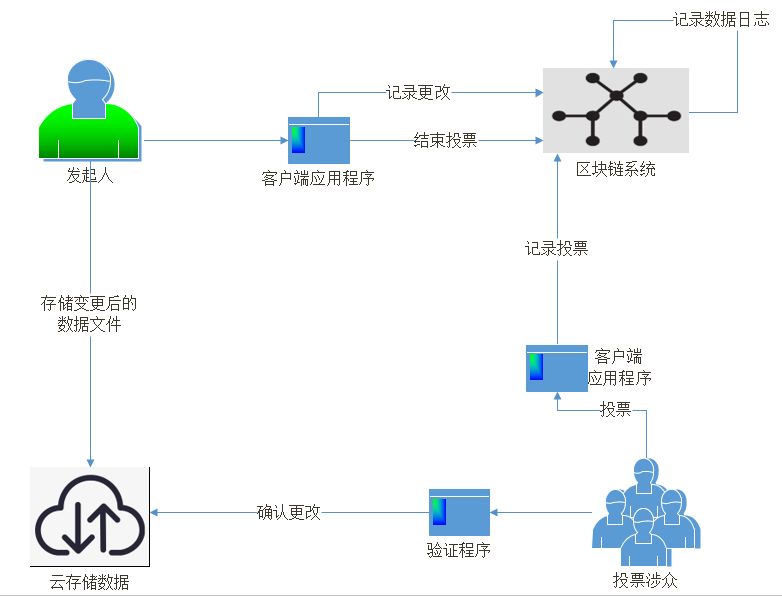 记录数据日志
记录更改
结束投票
发起人
客户端应用程序
区块链系统
记录投票
存储变更后的
数据文件
客户端
应用程序
投票
确认更改
验证程序
云存储数据
投票涉众